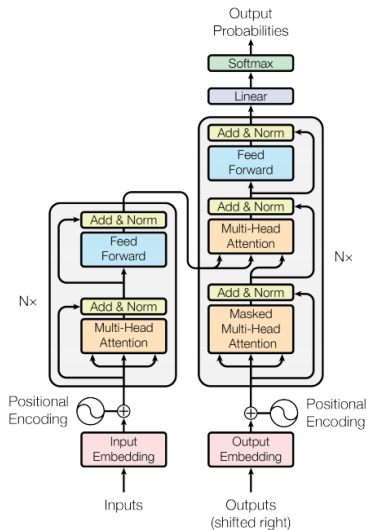 Output
Probabilities
Softmax
Linear
Add & Norm
Feed
Forward
Add & Norm
Multi-Head
Attention
Add & Norm
Masked
Multi-Head
Attention
N×
Add & Norm
Feed
Forward
Add & Norm
Multi-Head
Attention
N×
Positional
Encoding
Positional
Encoding
Input
Embedding
Output
Embedding
Inputs
Outputs
(shifted right)